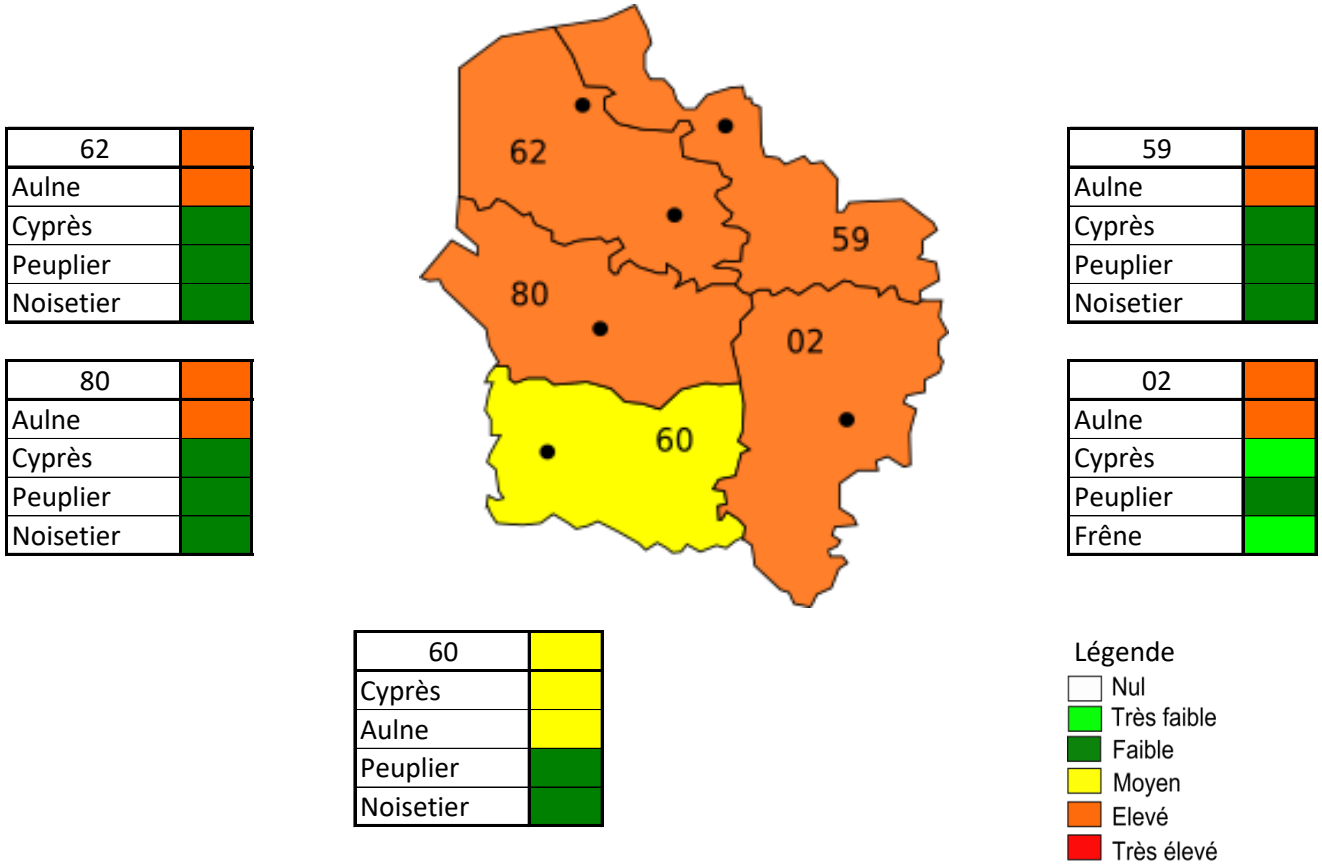 62
Aulne
Cyprès
Peuplier
Noisetier
80
Aulne
Cyprès
Peuplier
Noisetier
62
59
80
02
60
59
Aulne
Cyprès
Peuplier
Noisetier
02
Aulne
Cyprès
Peuplier
Frêne
60
Cyprès
Aulne
Peuplier
Noisetier
Légende
Nul
Très faible
Faible
Moyen
Elevé
Très élevé